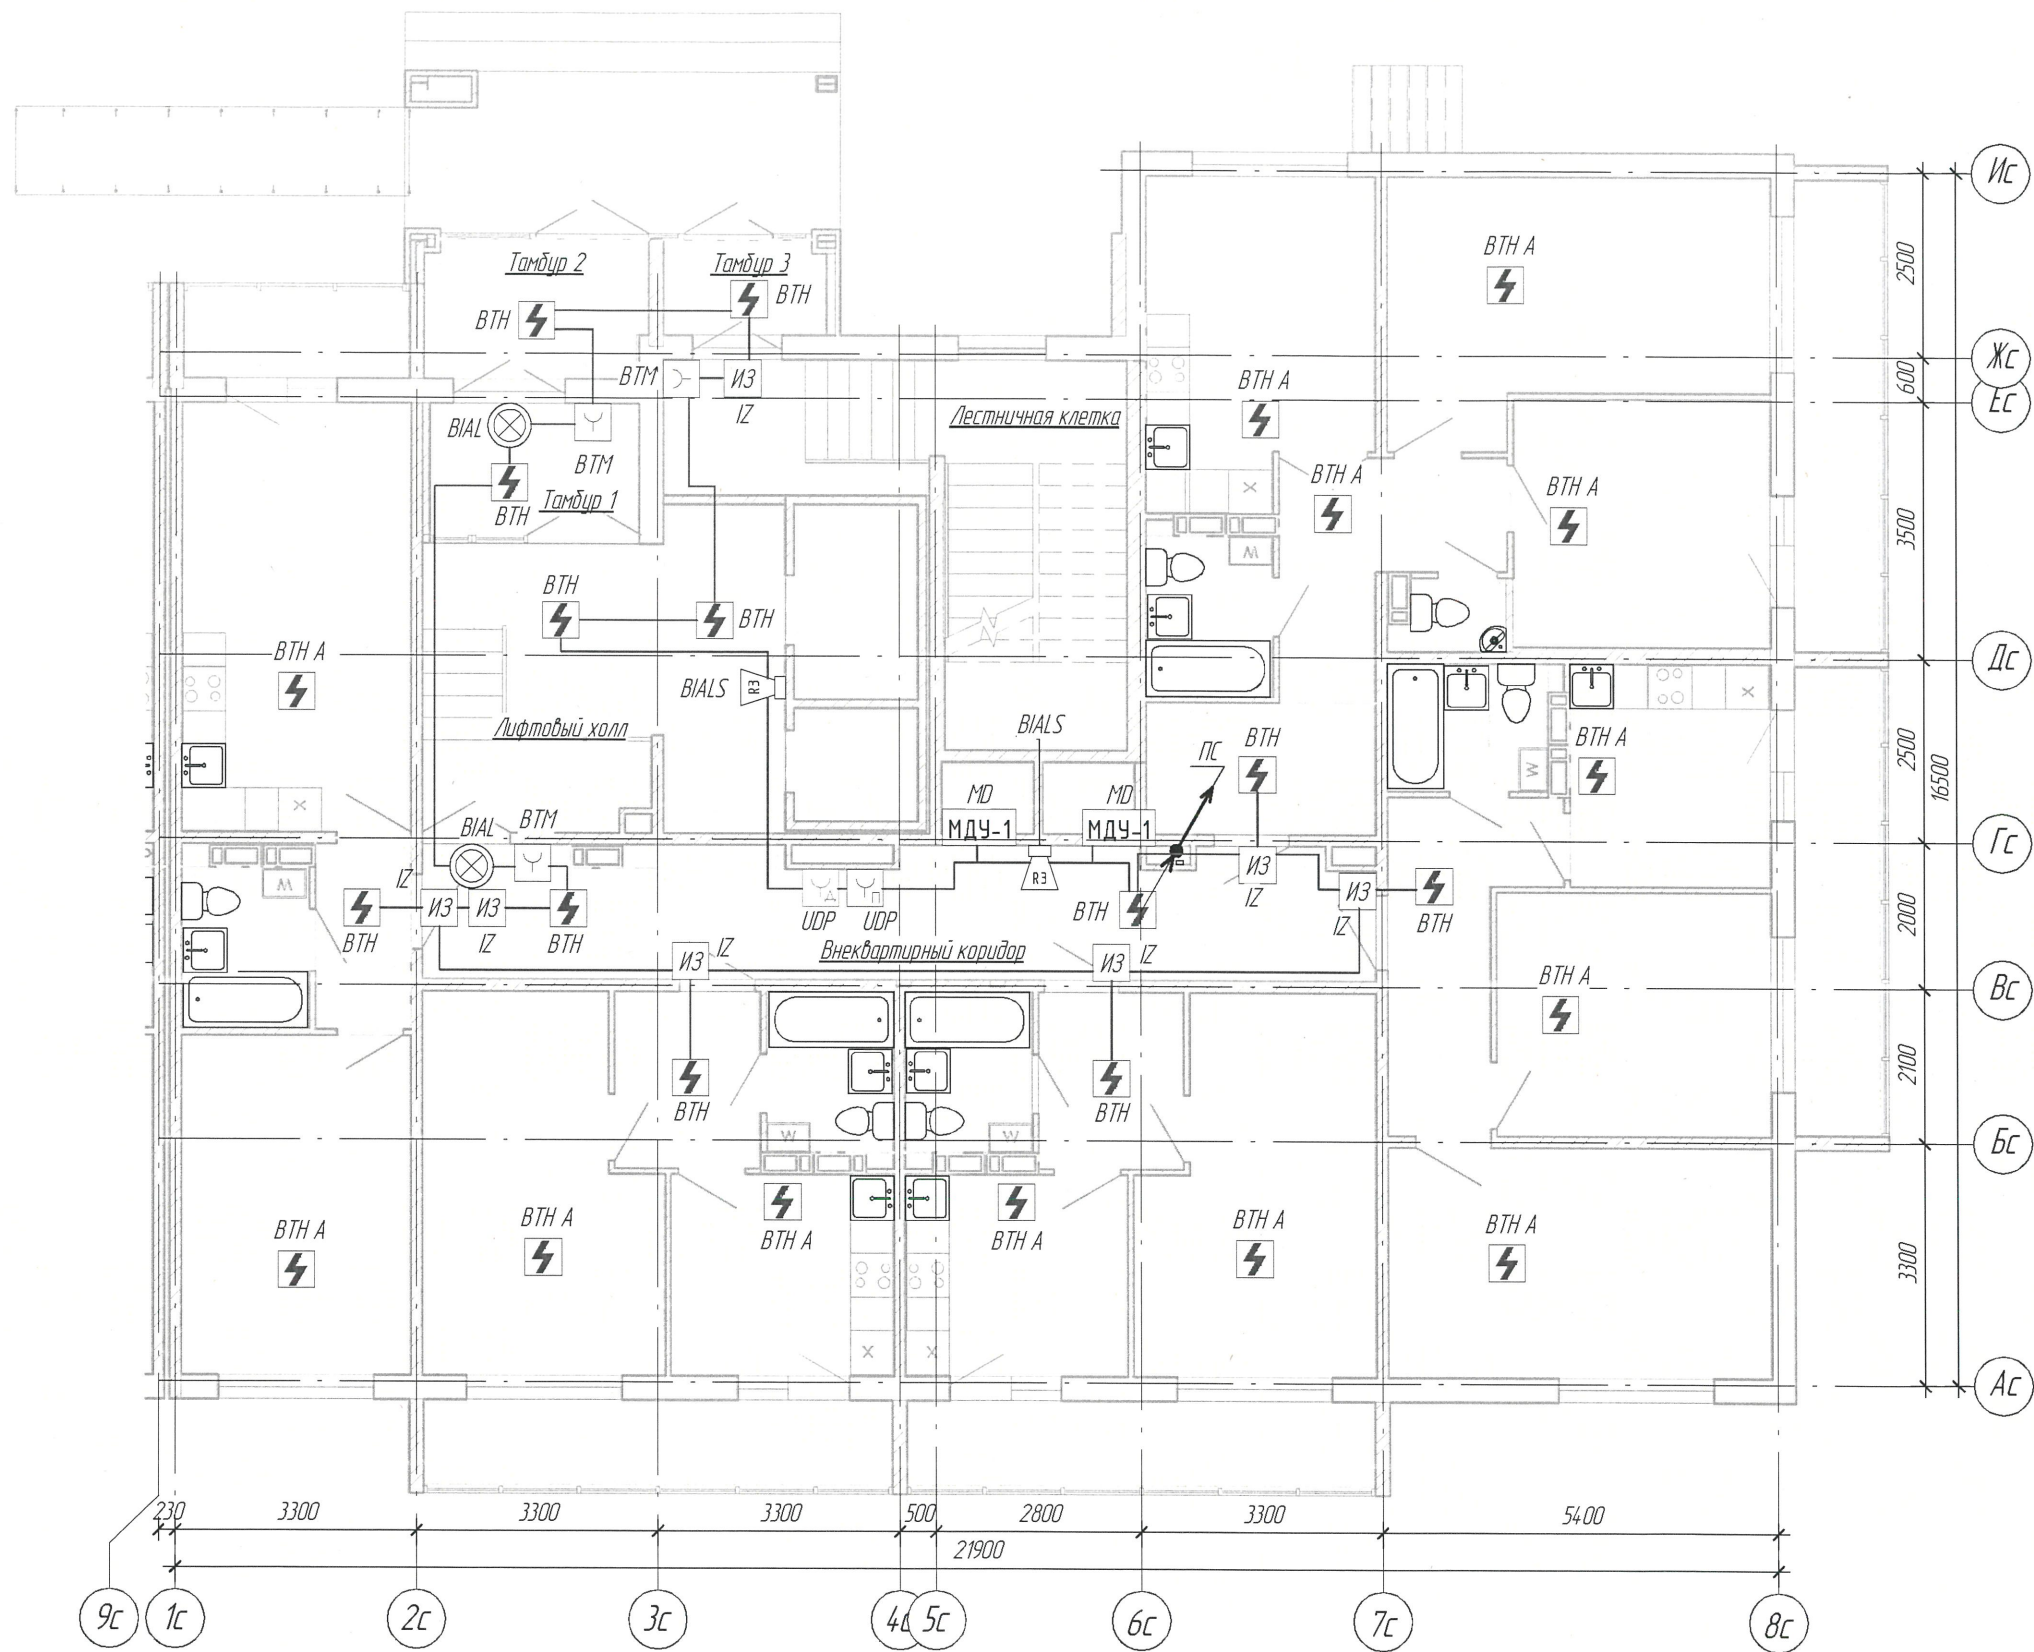 Ис
2500
ВТН А
Тамбур 2
Тамбур 3
ВТН
ВТН
Жс
600
Ес
ВТМ
ИЗ
IZ
ВТН А
BIAL
ВТМ
Лестничная клетка
ВТН А
ВТН А
X
Тамбур 1
ВТН
3500
W
ВТН
ВТН
ВТН А
Дс
BIALS
R3
Лифтовый холл
BIALS
ПС
ВТН
ВТН А
X
W
2500
16500
X
MD
МДУ-1
MD
МДУ-1
BIAL
ВТМ
Гс
IZ
W
ИЗ
ИЗ
IZ
ВТН
ВТН
Д
П
UDP
UDP
R3
ВТН
ИЗ
IZ
ИЗ
IZ
ВТН
2000
ИЗ
IZ
Внеквартирный коридор
ИЗ
IZ
ВТН А
Вс
ВТН
ВТН
2100
W
W
Бс
ВТН А
ВТН А
ВТН А
ВТН А
ВТН А
ВТН А
3300
X
X
Ас
230
3300
3300
3300
500
2800
3300
5400
21900
9с
1с
2с
3с
4с
5с
6с
7с
8с